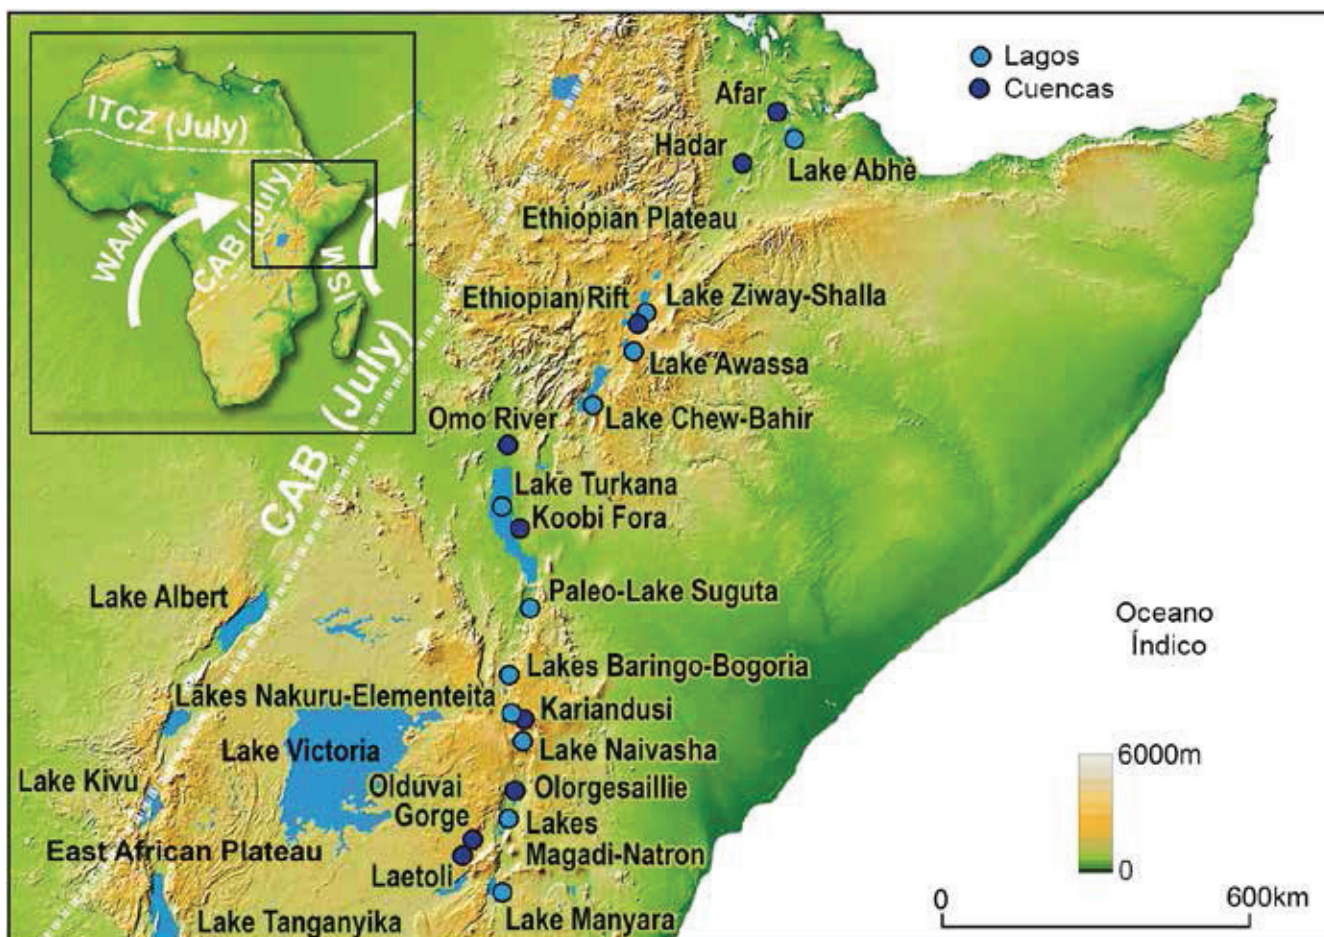 ITCZ (July)
WAM
CAB (July)
ISM
Lagos
Cuencas
Afar
Hadar
Lake Abhè
Ethiopian Plateau
Ethiopian Rift
Lake Ziway-Shalla
Lake Awassa
Lake Chew-Bahir
Omo River
CAB (July)
Lake Turkana
Koobi Fora
Lake Albert
Paleo-Lake Suguta
Oceano
Índico
Lakes Baringo-Bogoria
Lakes Nakuru-Elementeita
Kariandusi
Lake Victoria
Lake Naivasha
Lake Kivu
Olduvai
Gorge
Olorgesaillie
Lakes
Magadi-Natron
East African Plateau
Laetoli
Lake Tanganyika
Lake Manyara
6000m
0
0
600km